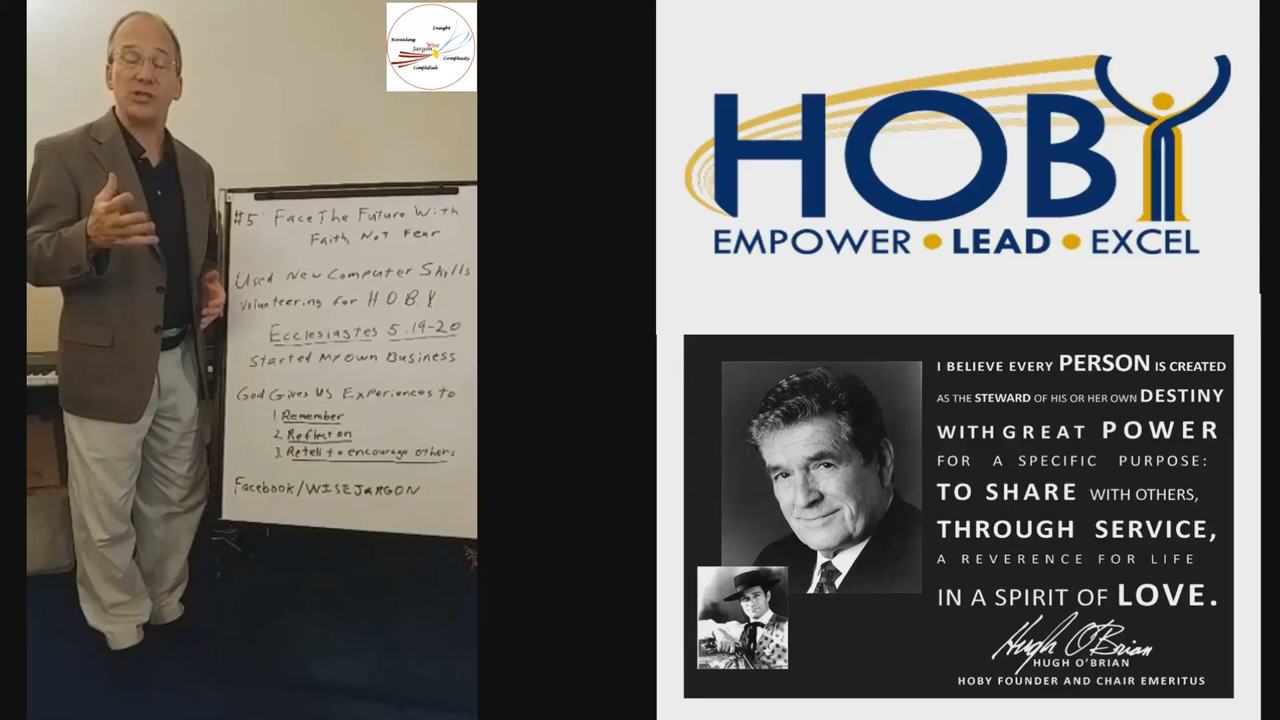 Insight
Revealing
Wise
Jargon
Complexity
#5 Face The Future With
Faith Not Fear
Used New Computer Skills
Volunteering for H.O.B.Y
Ecclesiastes 5.19-20
Started My Own Business
God Gives Us Experiences to
1. Remember
2. Reflect on
3. Retell to encourage others
Facebook/WISEJARGON
HOBY
EMPOWER • LEAD • EXCEL
I BELIEVE EVERY PERSON IS CREATED
AS THE STEWARD OF HIS OR HER OWN DESTINY
WITH GREAT POWER
FOR A SPECIFIC PURPOSE:
TO SHARE WITH OTHERS,
THROUGH SERVICE,
A REVERENCE FOR LIFE
IN A SPIRIT OF LOVE.
Hugh O'Brian
HUGH O'BRIAN
HOBY FOUNDER AND CHAIR EMERITUS